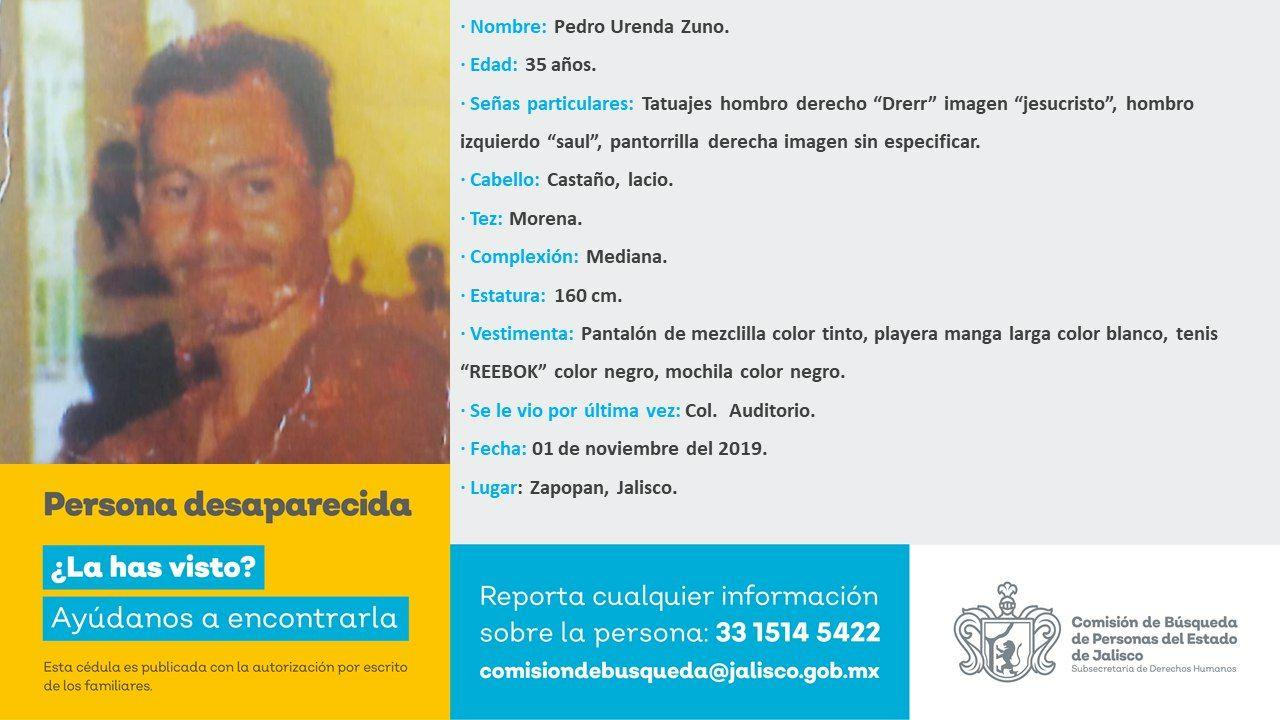 · Nombre: Pedro Urenda Zuno.
· Edad: 35 años.
· Señas particulares: Tatuajes hombro derecho “Drerr” imagen “jesucristo”, hombro
izquierdo “saul”, pantorrilla derecha imagen sin especificar.
· Cabello: Castaño, lacio.
· Tez: Morena.
· Complexión: Mediana.
· Estatura: 160 cm.
· Vestimenta: Pantalón de mezclilla color tinto, playera manga larga color blanco, tenis
“REEBOK” color negro, mochila color negro.
· Se le vio por última vez: Col. Auditorio.
· Fecha: 01 de noviembre del 2019.
· Lugar: Zapopan, Jalisco.
Persona desaparecida
¿La has visto?
Ayúdanos a encontrarla
Esta cédula es publicada con la autorización por escrito
de los familiares.
Reporta cualquier información
sobre la persona: 33 1514 5422
comisiondebusqueda@jalisco.gob.mx
Comisión de Búsqueda
de Personas del Estado
de Jalisco
Subsecretaría de Derechos Humanos